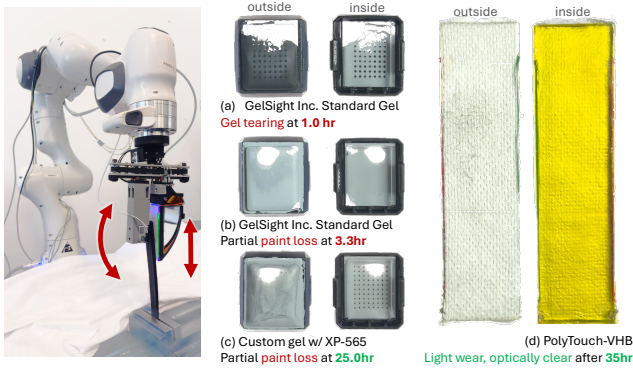 outside
inside
(a) GelSight Inc. Standard Gel
Gel tearing at 1.0 hr
(b) GelSight Inc. Standard Gel
Partial paint loss at 3.3hr
(c) Custom gel w/ XP-565
Partial paint loss at 25.0hr
outside
inside
(d) PolyTouch-VHB
Light wear, optically clear after 35hr